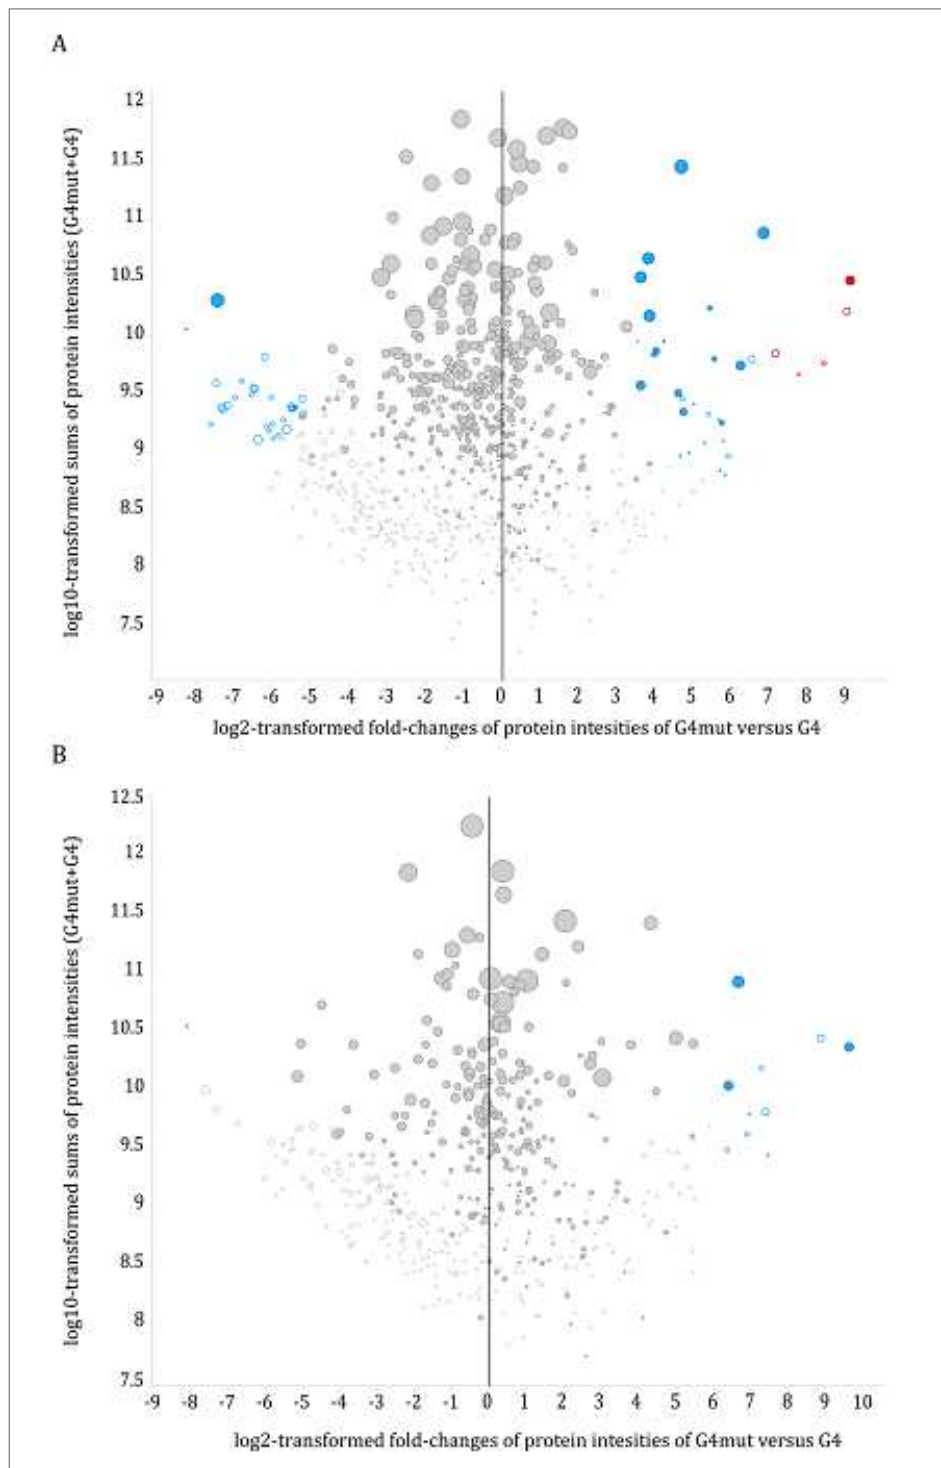 A
log10-transformed sums of protein intensities (G4mut+G4)
12
11.5
11
10.5
10
9.5
9
8.5
8
7.5
-9 -8 -7 -6 -5 -4 -3 -2 -1 0 1 2 3 4 5 6 7 8 9
log2-transformed fold-changes of protein intesities of G4mut versus G4
B
log10-transformed sums of protein intensities (G4mut+G4)
12.5
12
11.5
11
10.5
10
9.5
9
8.5
8
7.5
-9 -8 -7 -6 -5 -4 -3 -2 -1 0 1 2 3 4 5 6 7 8 9 10
log2-transformed fold-changes of protein intesities of G4mut versus G4